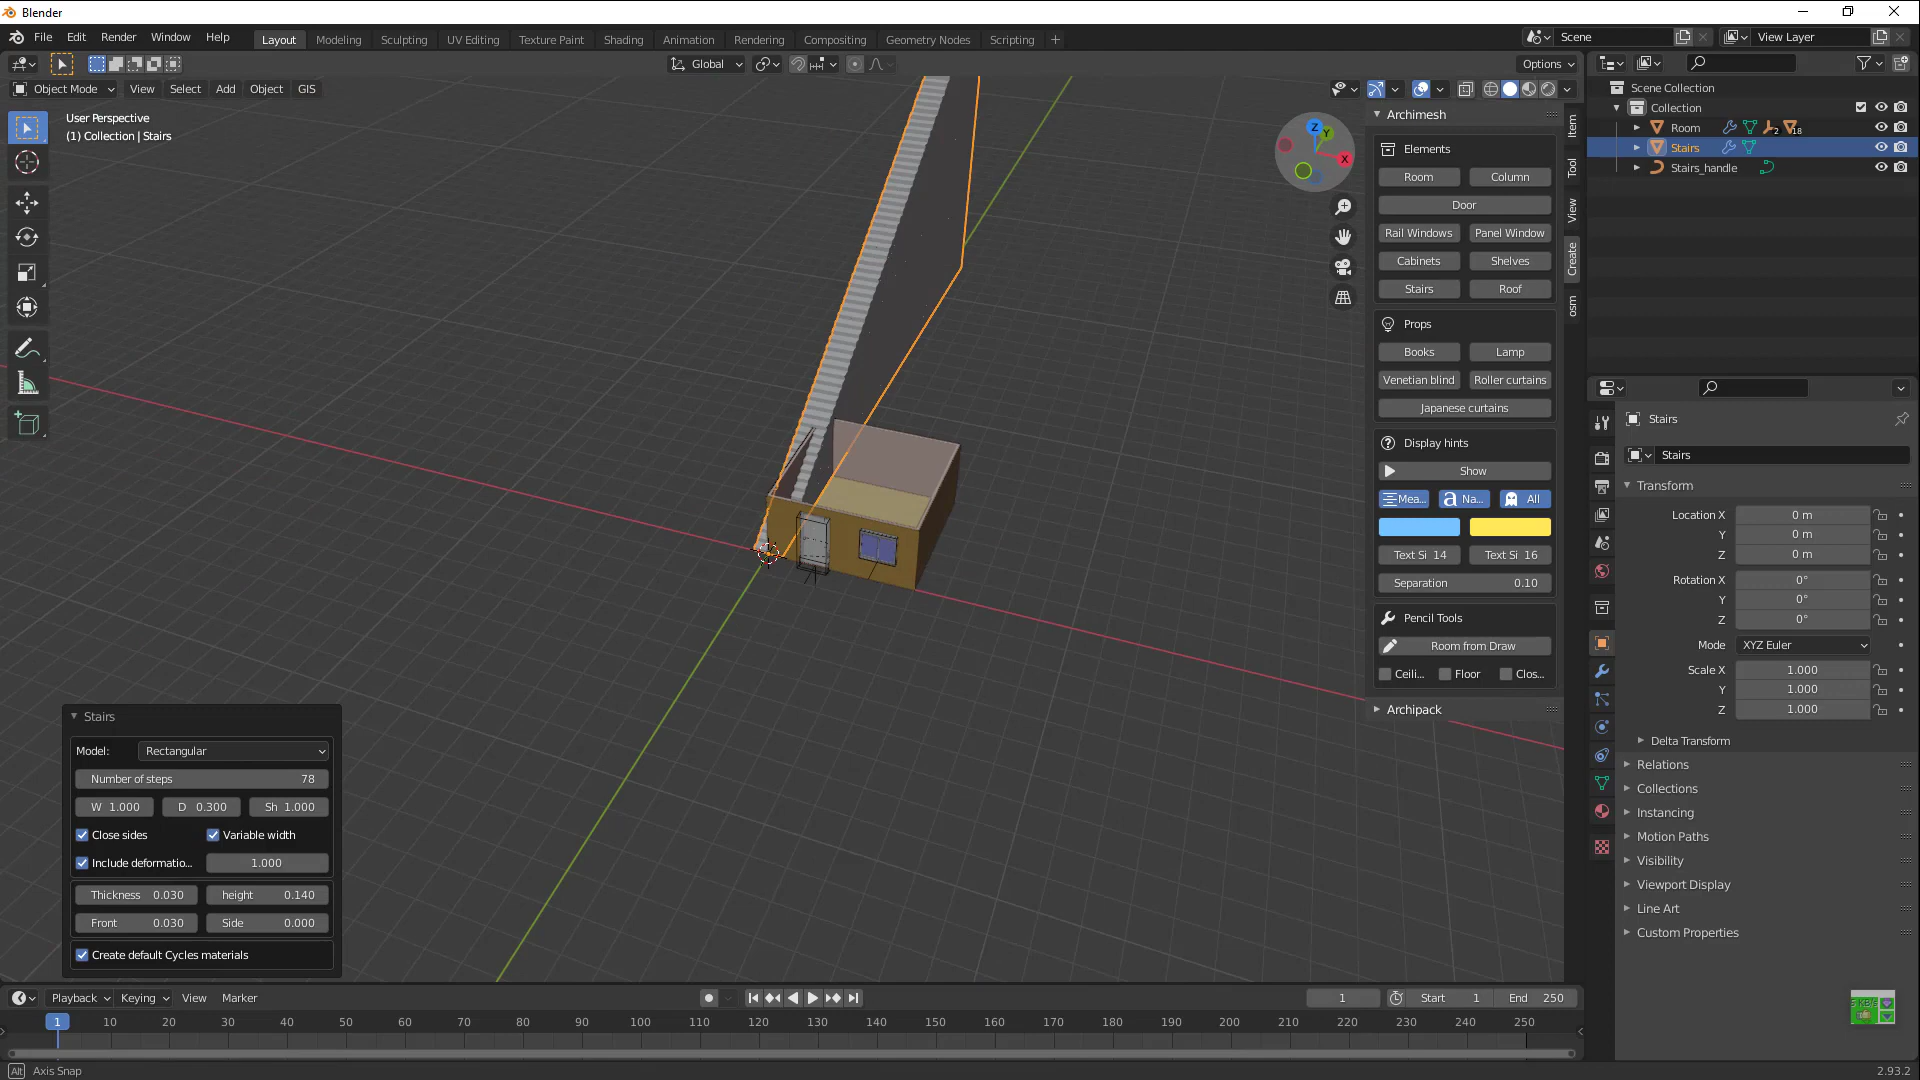 Blender
File Edit Render Window Help
Layout Modeling Sculpting UV Editing Texture Paint Shading Animation Rendering Compositing Geometry Nodes Scripting +
Scene
View Layer
Global
Options
Object Mode View Select Add Object GIS
User Perspective
(1) Collection | Stairs
Z
Y
X
Archimesh
Elements
Room Column
Door
Rail Windows Panel Window
Cabinets Shelves
Stairs Roof
Props
Books Lamp
Venetian blind Roller curtains
Japanese curtains
Display hints
Show
Mea... Na... All
Text Si 14 Text Si 16
Separation 0.10
Pencil Tools
Room from Draw
Ceili... Floor Clos...
Archipack
Item
Tool
View
Create
osm
Scene Collection
Collection
Room 2 18
Stairs
Stairs_handle
Stairs
Stairs
Transform
Location X 0 m
Y 0 m
Z 0 m
Rotation X 0°
Y 0°
Z 0°
Mode XYZ Euler
Scale X 1.000
Y 1.000
Z 1.000
Delta Transform
Relations
Collections
Instancing
Motion Paths
Visibility
Viewport Display
Line Art
Custom Properties
Stairs
Model: Rectangular
Number of steps 78
W 1.000 D 0.300 Sh 1.000
Close sides Variable width
Include deformatio... 1.000
Thickness 0.030 height 0.140
Front 0.030 Side 0.000
Create default Cycles materials
Playback Keying View Marker
1 Start 1 End 250
1 10 20 30 40 50 60 70 80 90 100 110 120 130 140 150 160 170 180 190 200 210 220 230 240 250
Alt Axis Snap
2.93.2